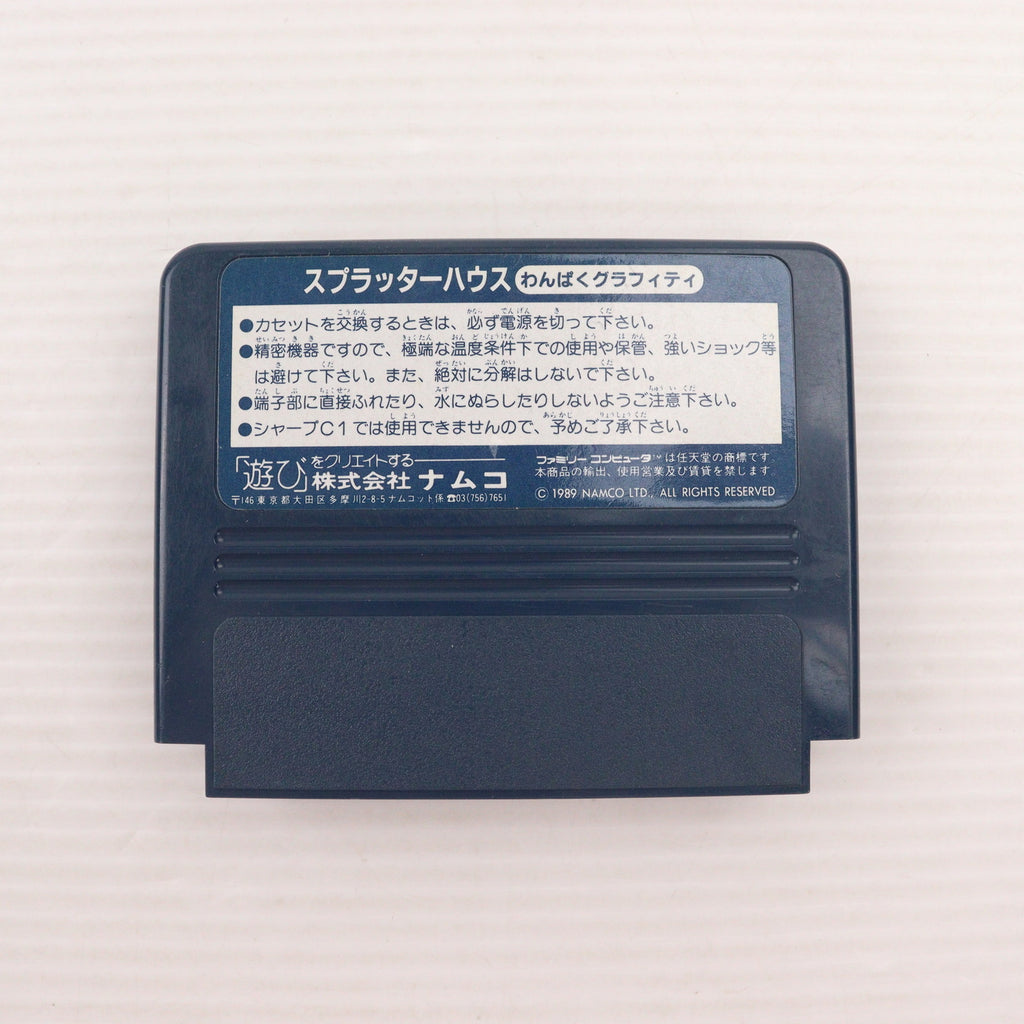 スプラッターハウス わんぱくグラフィティ
●カセットを交換するときは、必ず電源を切って下さい。
●精密機器ですので、極端な温度条件下での使用や保管、強いショック等
は避けて下さい。また、絶対に分解はしないで下さい。
●端子部に直接ふれたり、水にぬらしたりしないようご注意下さい。
●シャープC1では使用できませんので、予めご了承下さい。
「遊び」をクリエイトする
株式会社 ナムコ
〒146 東京都大田区多摩川2-8-5 ナムコット係 ☎03(756)7651
ファミリー コンピュータ™ は任天堂の商標です。
本商品の輸出、使用営業及び賃貸を禁じます。
© 1989 NAMCO LTD., ALL RIGHTS RESERVED